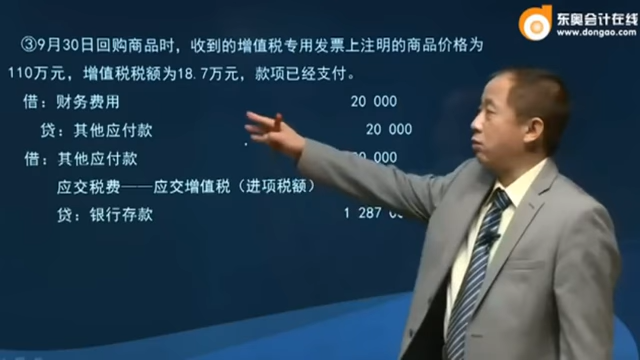 东奥会计在线
www.dongao.com
③9月30日回购商品时，收到的增值税专用发票上注明的商品价格为
110万元，增值税税额为18.7万元，款项已经支付。
借：财务费用 20 000
贷：其他应付款 20 000
借：其他应付款
应交税费——应交增值税（进项税额）
贷：银行存款 1 287